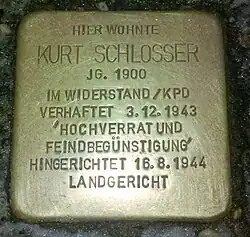 HIER WOHNTE
KURT SCHLOSSER
JG. 1900
IM WIDERSTAND/KPD
VERHAFTET 3.12.1943
'HOCHVERRAT UND
FEINDBEGÜNSTIGUNG'
HINGERICHTET 16.8.1944
LANDGERICHT